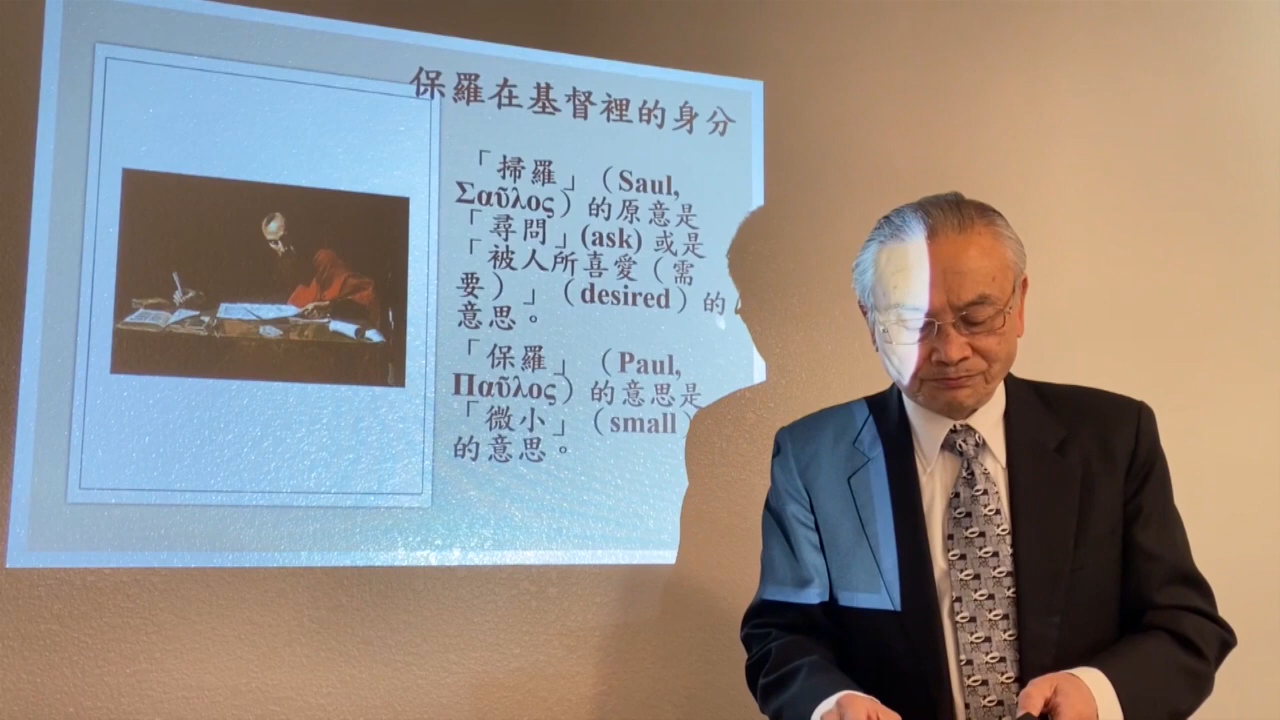 保羅在基督裡的身分
「掃羅」（Saul,
Σαῦλος）的原意是
「尋問」(ask) 或是
「被人所喜愛（需
要）」（desired）的
意思。
「保羅」（Paul,
Παῦλος）的意思是
「微小」（small）
的意思。